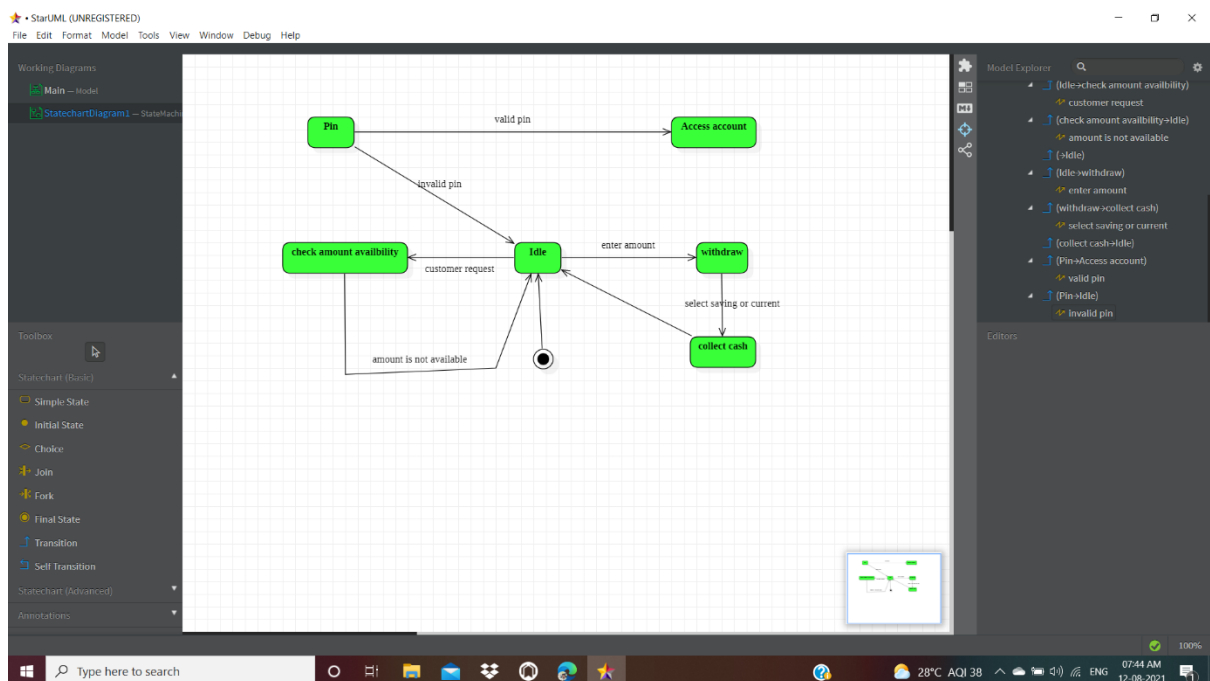 • StarUML (UNREGISTERED)
File Edit Format Model Tools View Window Debug Help
Working Diagrams
Main — Model
StatechartDiagram1 — StateMachi
Toolbox
Statechart (Basic)
Simple State
Initial State
Choice
Join
Fork
Final State
Transition
Self Transition
Statechart (Advanced)
Annotations
Pin
valid pin
Access account
invalid pin
check amount availbility
customer request
Idle
enter amount
withdraw
select saving or current
amount is not available
collect cash
Model Explorer
(Idle→check amount availbility)
customer request
(check amount availbility→Idle)
amount is not available
(→Idle)
(Idle→withdraw)
enter amount
(withdraw→collect cash)
select saving or current
(collect cash→Idle)
(Pin→Access account)
valid pin
(Pin→Idle)
invalid pin
Editors
100%
Type here to search
28°C AQI 38
ENG
07:44 AM
12-08-2021